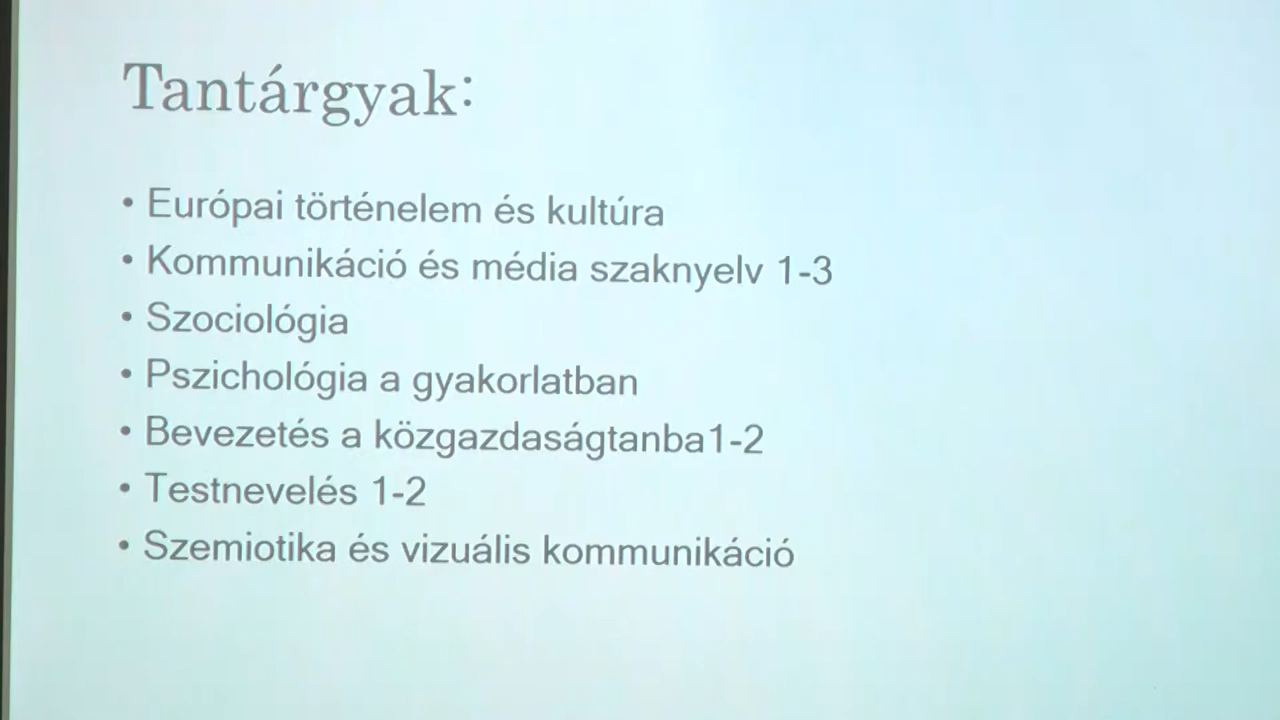 Tantárgyak:
• Európai történelem és kultúra
• Kommunikáció és média szaknyelv 1-3
• Szociológia
• Pszichológia a gyakorlatban
• Bevezetés a közgazdaságtanba1-2
• Testnevelés 1-2
• Szemiotika és vizuális kommunikáció